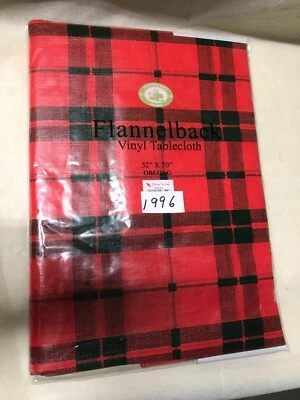 Flannelback
Vinyl Tablecloth
52" X 70"
OBLONG
1996